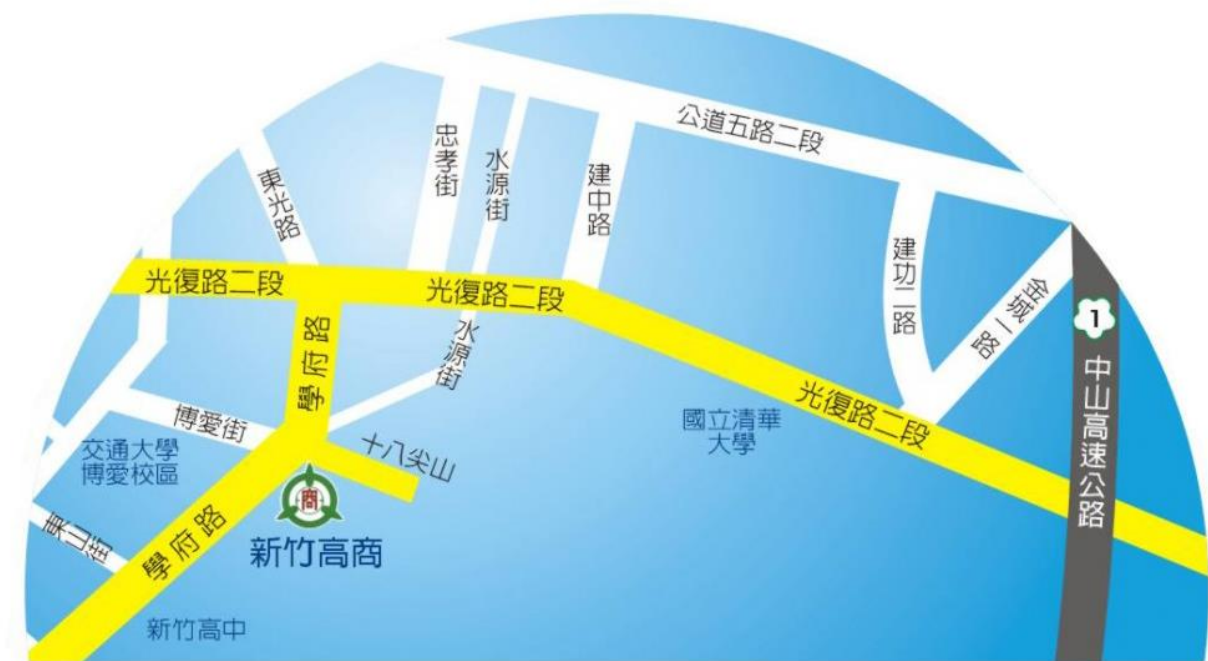 公道五路二段
忠孝街
水源街
建中路
東光路
建功二路
金城一路
1
中山高速公路
光復路二段
光復路二段
光復路二段
學府路
水源街
博愛街
十八尖山
國立清華
大學
交通大學
博愛校區
商
新竹高商
東山街
學府路
新竹高中